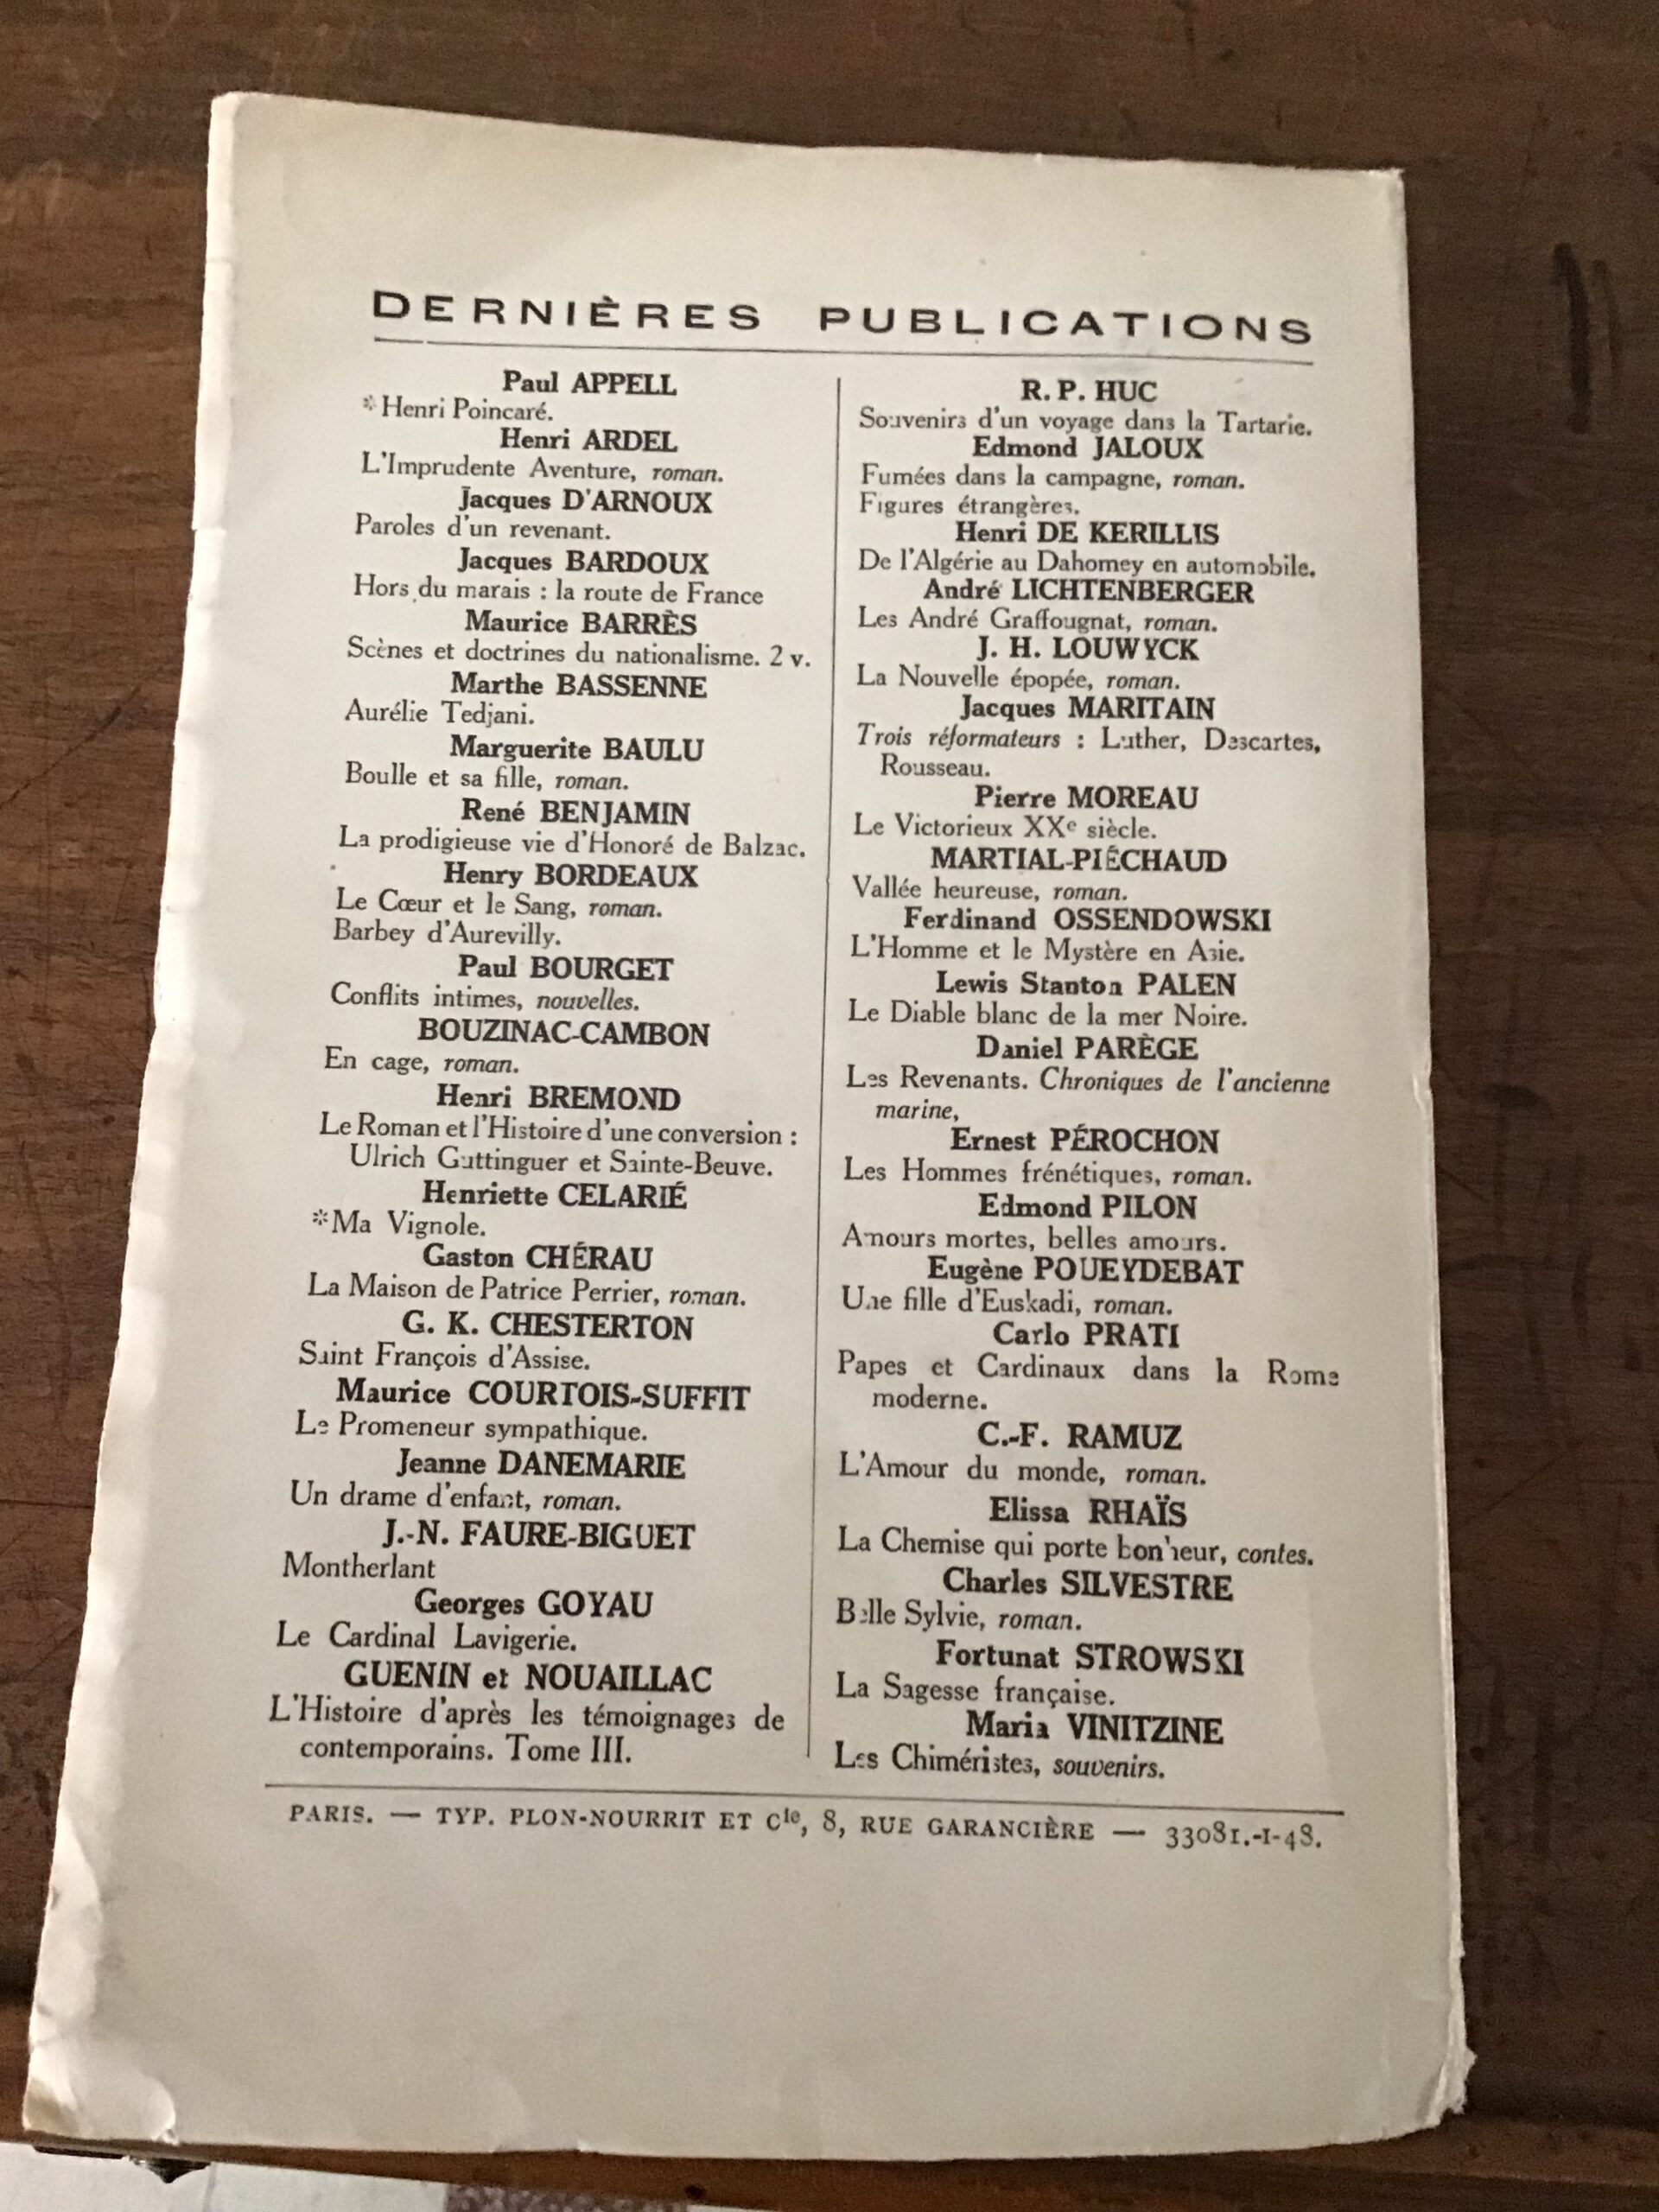 DERNIÈRES PUBLICATIONS
Paul APPELL
*Henri Poincaré.
Henri ARDEL
L'Imprudente Aventure, roman.
Jacques D'ARNOUX
Paroles d'un revenant.
Jacques BARDOUX
Hors du marais : la route de France
Maurice BARRÈS
Scènes et doctrines du nationalisme. 2 v.
Marthe BASSENNE
Aurélie Tedjani.
Marguerite BAULU
Boulle et sa fille, roman.
René BENJAMIN
La prodigieuse vie d'Honoré de Balzac.
Henry BORDEAUX
Le Cœur et le Sang, roman.
Barbey d'Aurevilly.
Paul BOURGET
Conflits intimes, nouvelles.
BOUZINAC-CAMBON
En cage, roman.
Henri BREMOND
Le Roman et l'Histoire d'une conversion :
Ulrich Guttinguer et Sainte-Beuve.
Henriette CELARIÉ
*Ma Vignole.
Gaston CHÉRAU
La Maison de Patrice Perrier, roman.
G. K. CHESTERTON
Saint François d'Assise.
Maurice COURTOIS-SUFFIT
Le Promeneur sympathique.
Jeanne DANEMARIE
Un drame d'enfant, roman.
J.-N. FAURE-BIGUET
Montherlant
Georges GOYAU
Le Cardinal Lavigerie.
GUENIN et NOUAILLAC
L'Histoire d'après les témoignages de
contemporains. Tome III.
R. P. HUC
Souvenirs d'un voyage dans la Tartarie.
Edmond JALOUX
Fumées dans la campagne, roman.
Figures étrangères.
Henri DE KERILLIS
De l'Algérie au Dahomey en automobile.
André LICHTENBERGER
Les André Graffougnat, roman.
J. H. LOUWYCK
La Nouvelle épopée, roman.
Jacques MARITAIN
Trois réformateurs : Luther, Descartes,
Rousseau.
Pierre MOREAU
Le Victorieux XXe siècle.
MARTIAL-PIÉCHAUD
Vallée heureuse, roman.
Ferdinand OSSENDOWSKI
L'Homme et le Mystère en Asie.
Lewis Stanton PALEN
Le Diable blanc de la mer Noire.
Daniel PARÈGE
Les Revenants. Chroniques de l'ancienne
marine,
Ernest PÉROCHON
Les Hommes frénétiques, roman.
Edmond PILON
Amours mortes, belles amours.
Eugène POUEYDEBAT
Une fille d'Euskadi, roman.
Carlo PRATI
Papes et Cardinaux dans la Rome
moderne.
C.-F. RAMUZ
L'Amour du monde, roman.
Elissa RHAÏS
La Chemise qui porte bonheur, contes.
Charles SILVESTRE
Belle Sylvie, roman.
Fortunat STROWSKI
La Sagesse française.
Maria VINITZINE
Les Chiméristes, souvenirs.
PARIS. — TYP. PLON-NOURRIT ET Cie, 8, RUE GARANCIÈRE — 33081.-1-48.